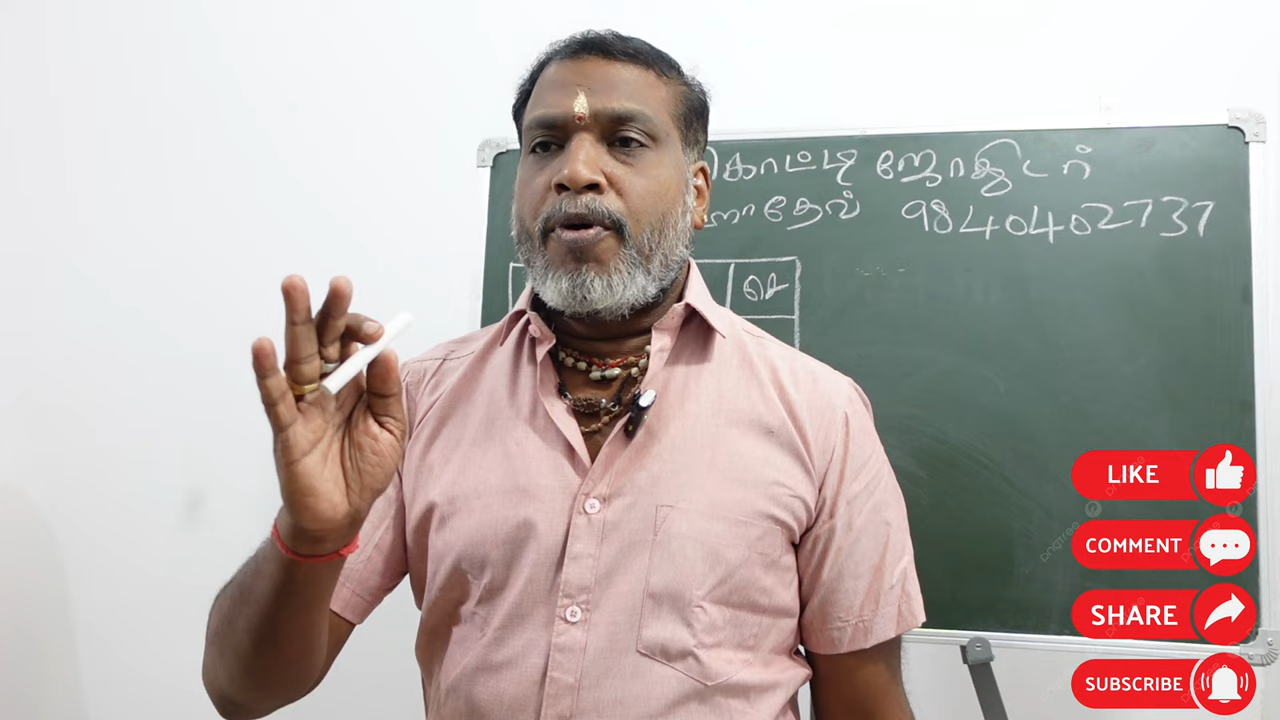 கொட்டி ஜோதிடர்
ஹாதேவ் 9840402737
செ
LIKE
COMMENT
SHARE
SUBSCRIBE